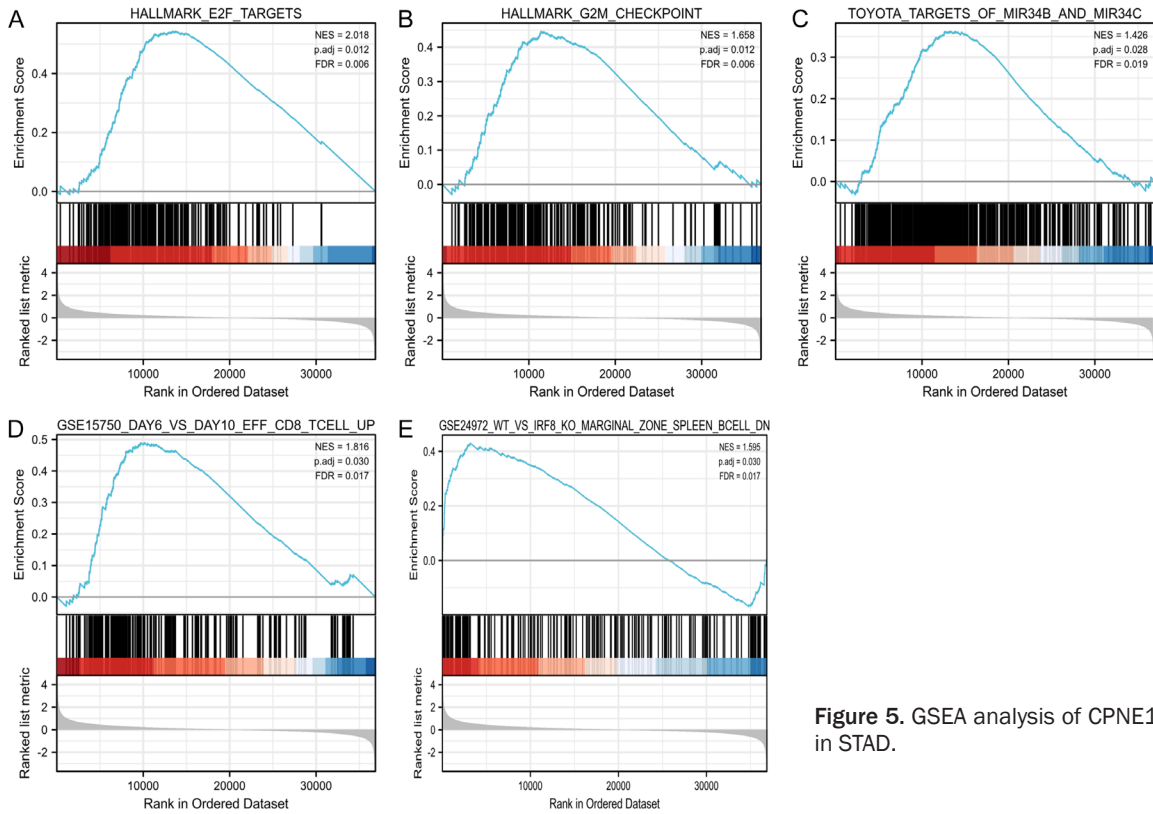 A
HALLMARK_E2F_TARGETS
NES = 2.018
p.adj = 0.012
FDR = 0.006
Enrichment Score
0.4
0.2
0.0
Ranked list metric
4
2
0
-2
10000 20000 30000
Rank in Ordered Dataset
B
HALLMARK_G2M_CHECKPOINT
NES = 1.658
p.adj = 0.012
FDR = 0.006
Enrichment Score
0.4
0.3
0.2
0.1
0.0
Ranked list metric
4
2
0
-2
10000 20000 30000
Rank in Ordered Dataset
C
TOYOTA_TARGETS_OF_MIR34B_AND_MIR34C
NES = 1.426
p.adj = 0.028
FDR = 0.019
Enrichment Score
0.3
0.2
0.1
0.0
Ranked list metric
4
2
0
-2
10000 20000 30000
Rank in Ordered Dataset
D
GSE15750_DAY6_VS_DAY10_EFF_CD8_TCELL_UP
NES = 1.816
p.adj = 0.030
FDR = 0.017
Enrichment Score
0.5
0.4
0.3
0.2
0.1
0.0
Ranked list metric
4
2
0
-2
10000 20000 30000
Rank in Ordered Dataset
E
GSE24972_WT_VS_IRF8_KO_MARGINAL_ZONE_SPLEEN_BCELL_DN
NES = 1.595
p.adj = 0.030
FDR = 0.017
Enrichment Score
0.4
0.2
0.0
Ranked list metric
4
2
0
-2
10000 20000 30000
Rank in Ordered Dataset
Figure 5. GSEA analysis of CPNE1
in STAD.